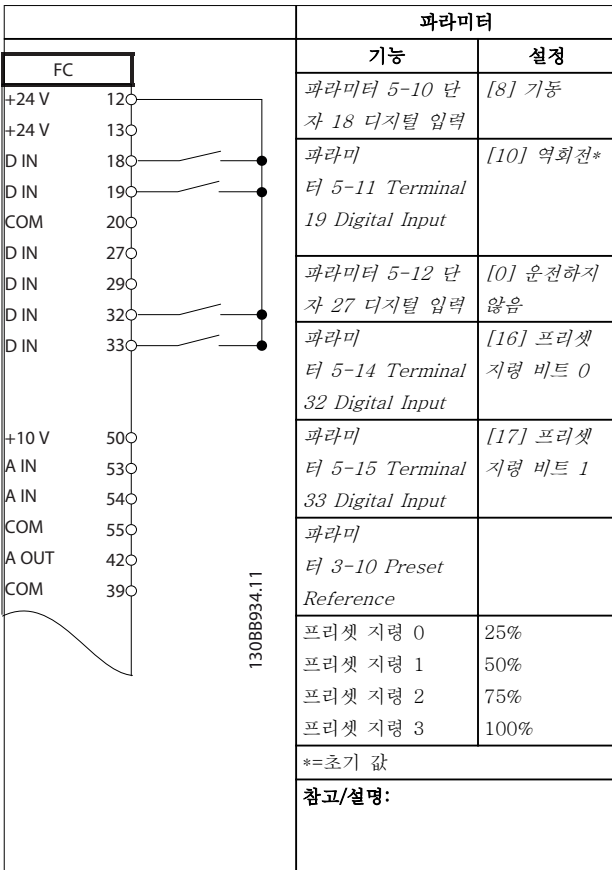 파라미터
기능 설정
FC
+24 V 12
+24 V 13
D IN 18
D IN 19
COM 20
D IN 27
D IN 29
D IN 32
D IN 33
+10 V 50
A IN 53
A IN 54
COM 55
A OUT 42
COM 39
130BB934.11
파라미터 5-10 단 [8] 기동
자 18 디지털 입력
파라미 [10] 역회전*
터 5-11 Terminal
19 Digital Input
파라미터 5-12 단 [0] 운전하지
자 27 디지털 입력 않음
파라미 [16] 프리셋
터 5-14 Terminal 지령 비트 0
32 Digital Input
파라미 [17] 프리셋
터 5-15 Terminal 지령 비트 1
33 Digital Input
파라미
터 3-10 Preset
Reference
프리셋 지령 0 25%
프리셋 지령 1 50%
프리셋 지령 2 75%
프리셋 지령 3 100%
*=초기 값
참고/설명: